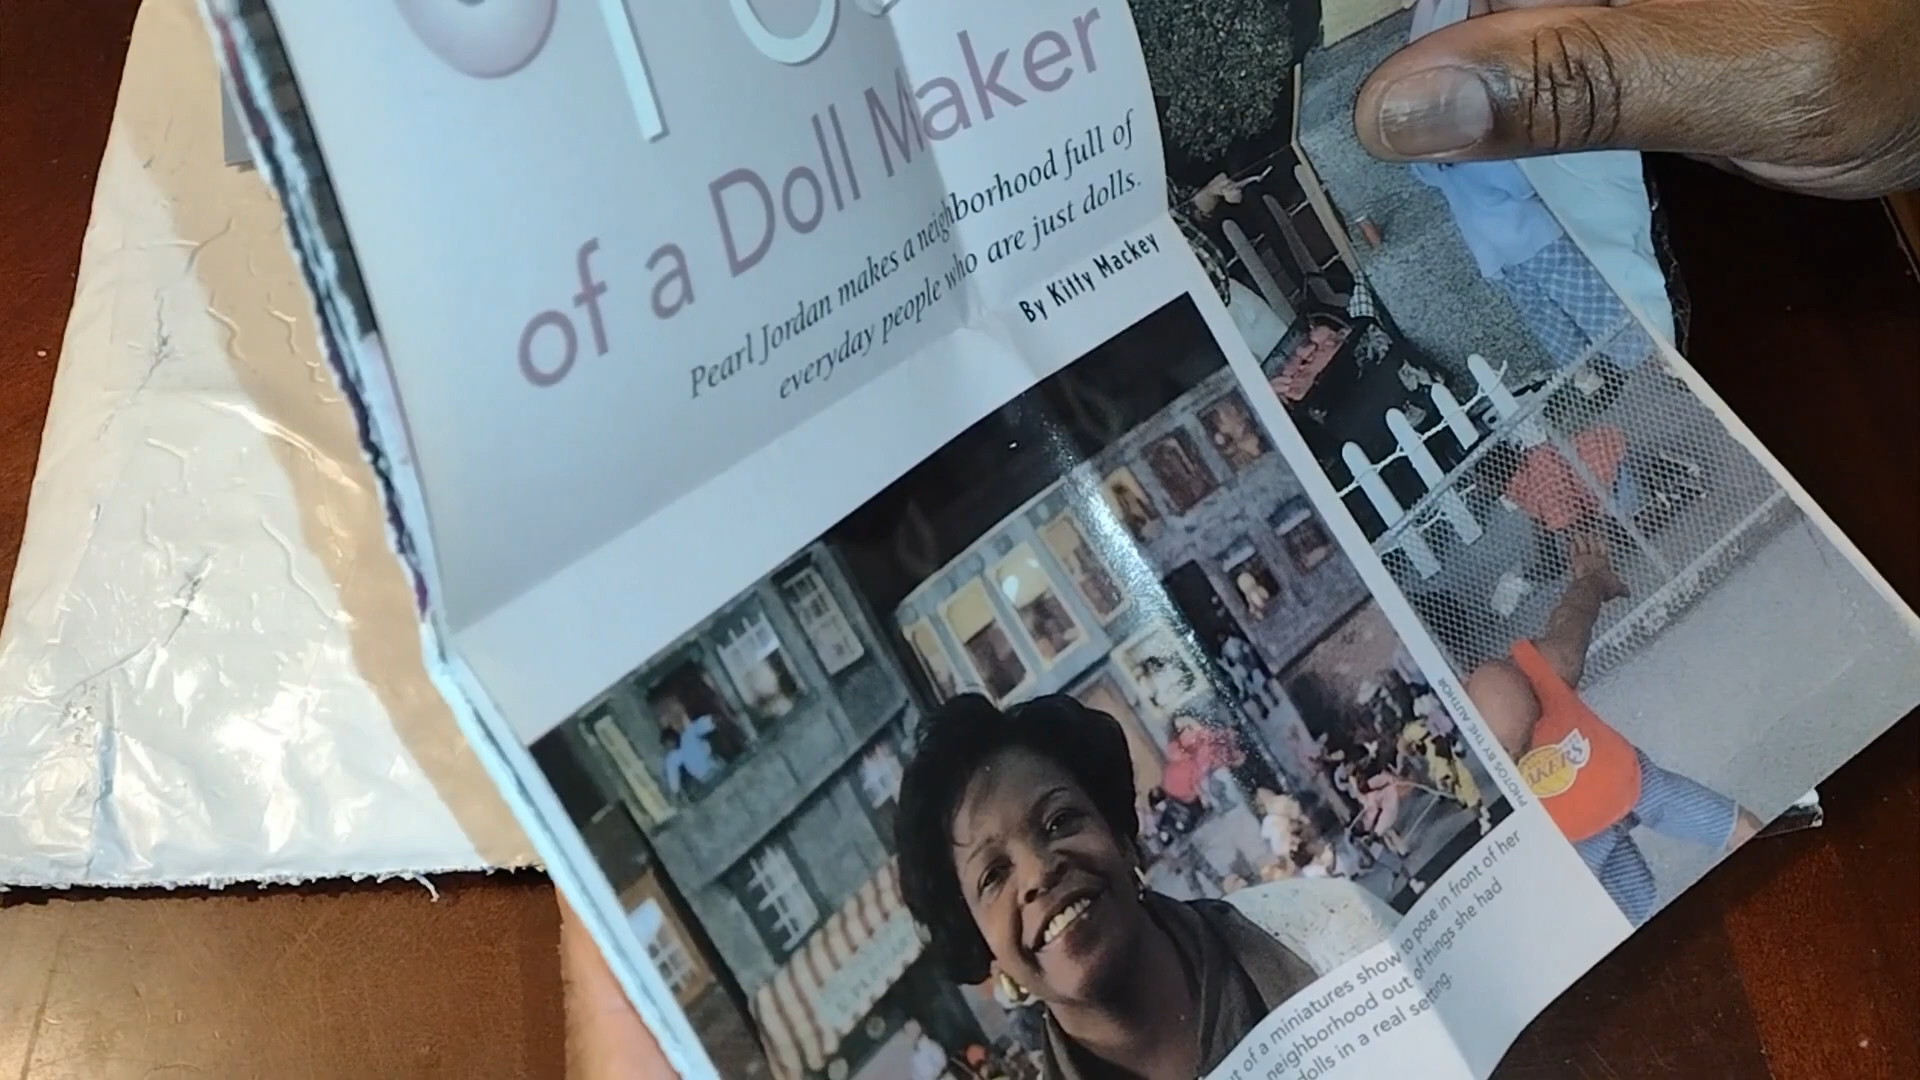 of a Doll Maker
Pearl Jordan makes a neighborhood full of
everyday people who are just dolls.
By Kitty Mackey
PHOTOS BY THE AUTHOR
AKERS
of a miniatures show to pose in front of her
neighborhood out of things she had
dolls in a real setting.